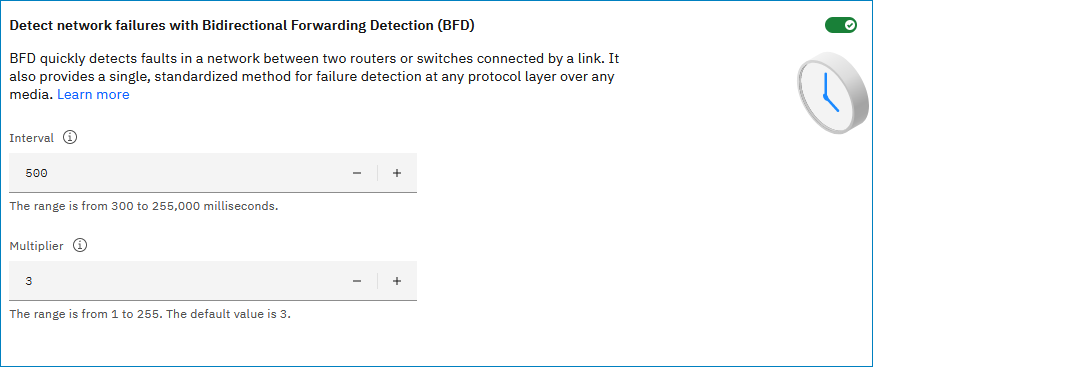 Detect network failures with Bidirectional Forwarding Detection (BFD)
BFD quickly detects faults in a network between two routers or switches connected by a link. It
also provides a single, standardized method for failure detection at any protocol layer over any
media. Learn more
Interval
500
The range is from 300 to 255,000 milliseconds.
Multiplier
3
The range is from 1 to 255. The default value is 3.